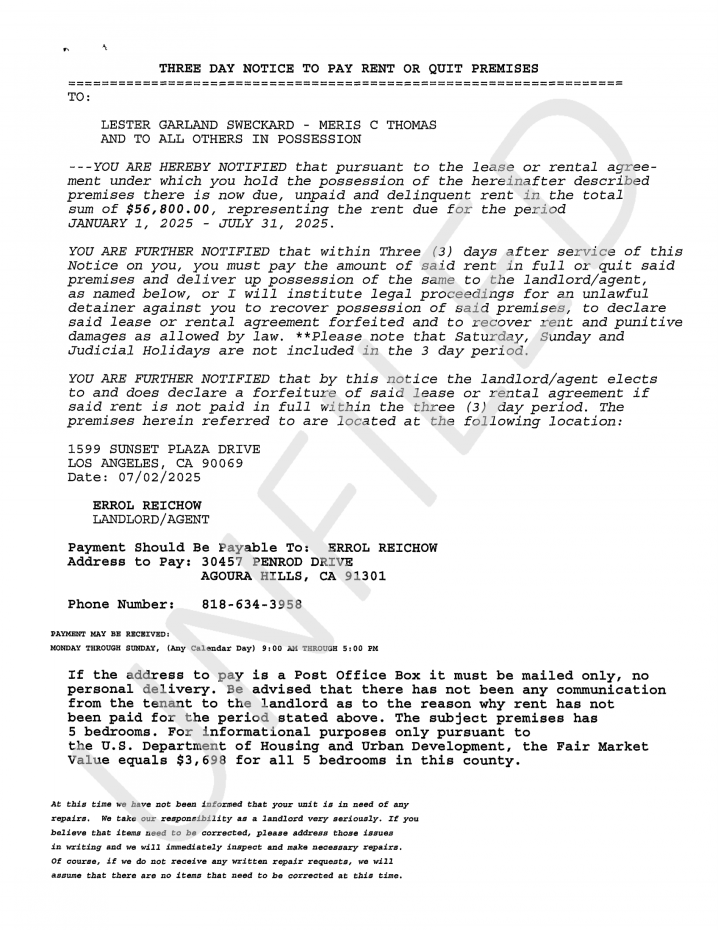 THREE DAY NOTICE TO PAY RENT OR QUIT PREMISES
==================================================================
TO:
LESTER GARLAND SWECKARD - MERIS C THOMAS
AND TO ALL OTHERS IN POSSESSION
---YOU ARE HEREBY NOTIFIED that pursuant to the lease or rental agree-
ment under which you hold the possession of the hereinafter described
premises there is now due, unpaid and delinquent rent in the total
sum of $56,800.00, representing the rent due for the period
JANUARY 1, 2025 - JULY 31, 2025.
YOU ARE FURTHER NOTIFIED that within Three (3) days after service of this
Notice on you, you must pay the amount of said rent in full or quit said
premises and deliver up possession of the same to the landlord/agent,
as named below, or I will institute legal proceedings for an unlawful
detainer against you to recover possession of said premises, to declare
said lease or rental agreement forfeited and to recover rent and punitive
damages as allowed by law. **Please note that Saturday, Sunday and
Judicial Holidays are not included in the 3 day period.
YOU ARE FURTHER NOTIFIED that by this notice the landlord/agent elects
to and does declare a forfeiture of said lease or rental agreement if
said rent is not paid in full within the three (3) day period. The
premises herein referred to are located at the following location:
1599 SUNSET PLAZA DRIVE
LOS ANGELES, CA 90069
Date: 07/02/2025
ERROL REICHOW
LANDLORD/AGENT
Payment Should Be Payable To: ERROL REICHOW
Address to Pay: 30457 PENROD DRIVE
AGOURA HILLS, CA 91301
Phone Number: 818-634-3958
PAYMENT MAY BE RECEIVED:
MONDAY THROUGH SUNDAY, (Any Calendar Day) 9:00 AM THROUGH 5:00 PM
If the address to pay is a Post Office Box it must be mailed only, no
personal delivery. Be advised that there has not been any communication
from the tenant to the landlord as to the reason why rent has not
been paid for the period stated above. The subject premises has
5 bedrooms. For informational purposes only pursuant to
the U.S. Department of Housing and Urban Development, the Fair Market
Value equals $3,698 for all 5 bedrooms in this county.
At this time we have not been informed that your unit is in need of any
repairs. We take our responsibility as a landlord very seriously. If you
believe that items need to be corrected, please address those issues
in writing and we will immediately inspect and make necessary repairs.
Of course, if we do not receive any written repair requests, we will
assume that there are no items that need to be corrected at this time.
UNFILED